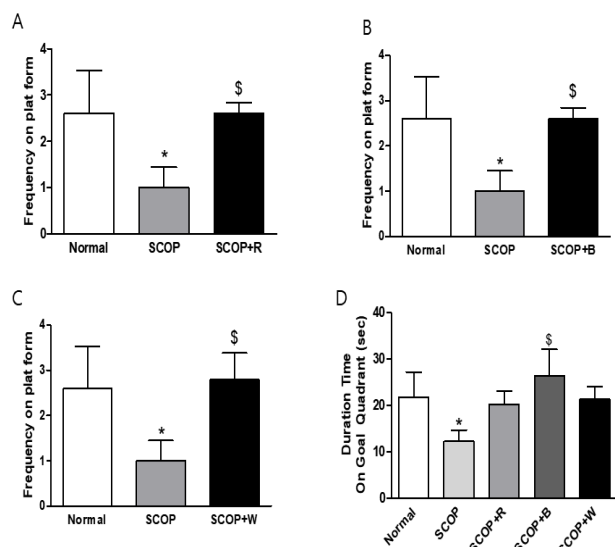 A
Frequency on plat form
4
3
2
1
0
*
$
Normal SCOP SCOP+R
B
Frequency on plat form
4
3
2
1
0
*
$
Normal SCOP SCOP+B
C
Frequency on plat form
4
3
2
1
0
*
$
Normal SCOP SCOP+W
D
Duration Time
On Goal Quadrant (sec)
40
30
20
10
0
*
$
Normal SCOP SCOP+R SCOP+B SCOP+W